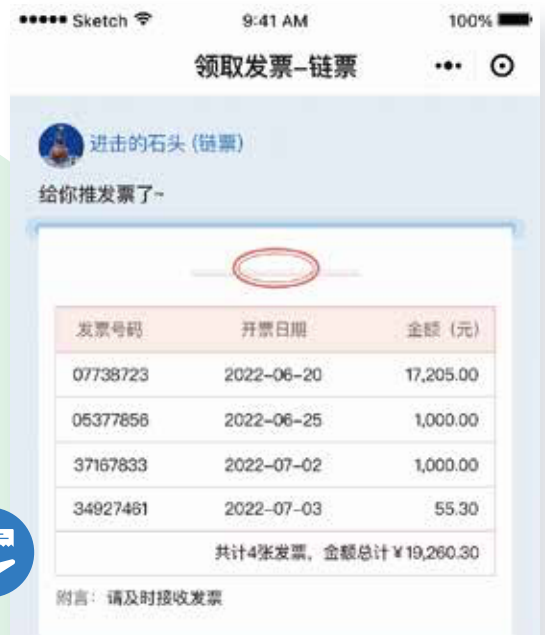 Sketch 9:41 AM 100%
领取发票-链票
进击的石头 (链票)
给你推发票了~
发票号码 开票日期 金额（元）
07738723 2022-06-20 17,205.00
05377856 2022-06-25 1,000.00
37167833 2022-07-02 1,000.00
34927461 2022-07-03 55.30
共计4张发票，金额总计￥19,260.30
附言：请及时接收发票